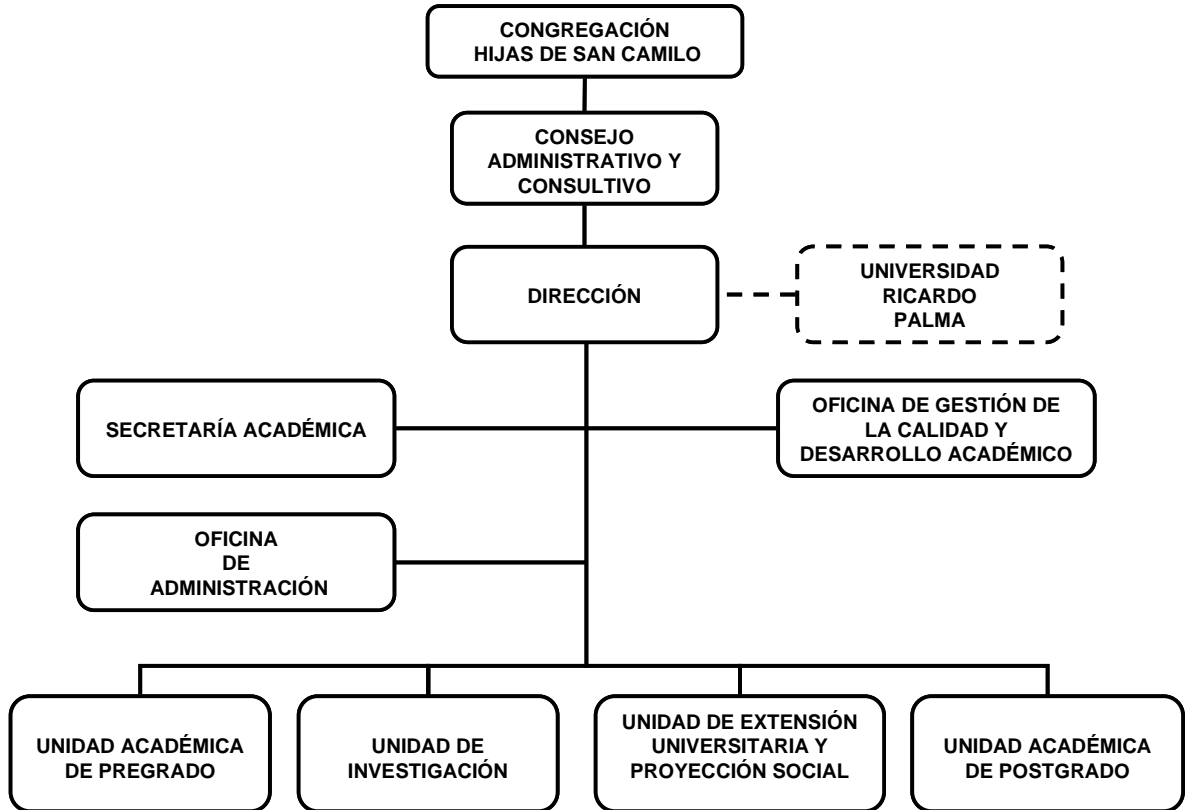 CONGREGACIÓN
HIJAS DE SAN CAMILO
CONSEJO
ADMINISTRATIVO Y
CONSULTIVO
DIRECCIÓN
UNIVERSIDAD
RICARDO
PALMA
SECRETARÍA ACADÉMICA
OFICINA DE GESTIÓN DE
LA CALIDAD Y
DESARROLLO ACADÉMICO
OFICINA
DE
ADMINISTRACIÓN
UNIDAD ACADÉMICA
DE PREGRADO
UNIDAD DE
INVESTIGACIÓN
UNIDAD DE EXTENSIÓN
UNIVERSITARIA Y
PROYECCIÓN SOCIAL
UNIDAD ACADÉMICA
DE POSTGRADO